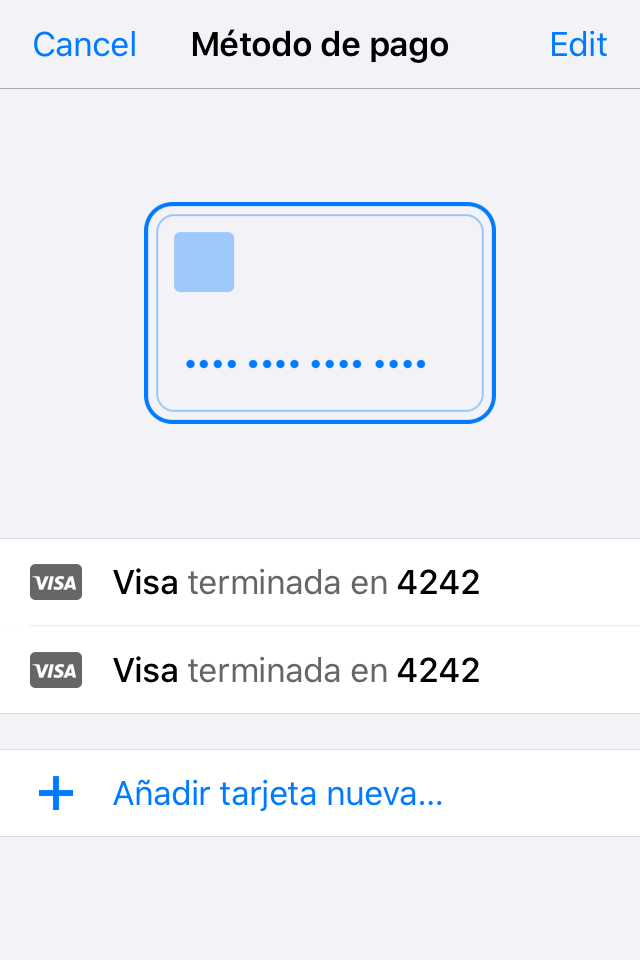 Cancel Método de pago Edit
VISA Visa terminada en 4242
VISA Visa terminada en 4242
+ Añadir tarjeta nueva...